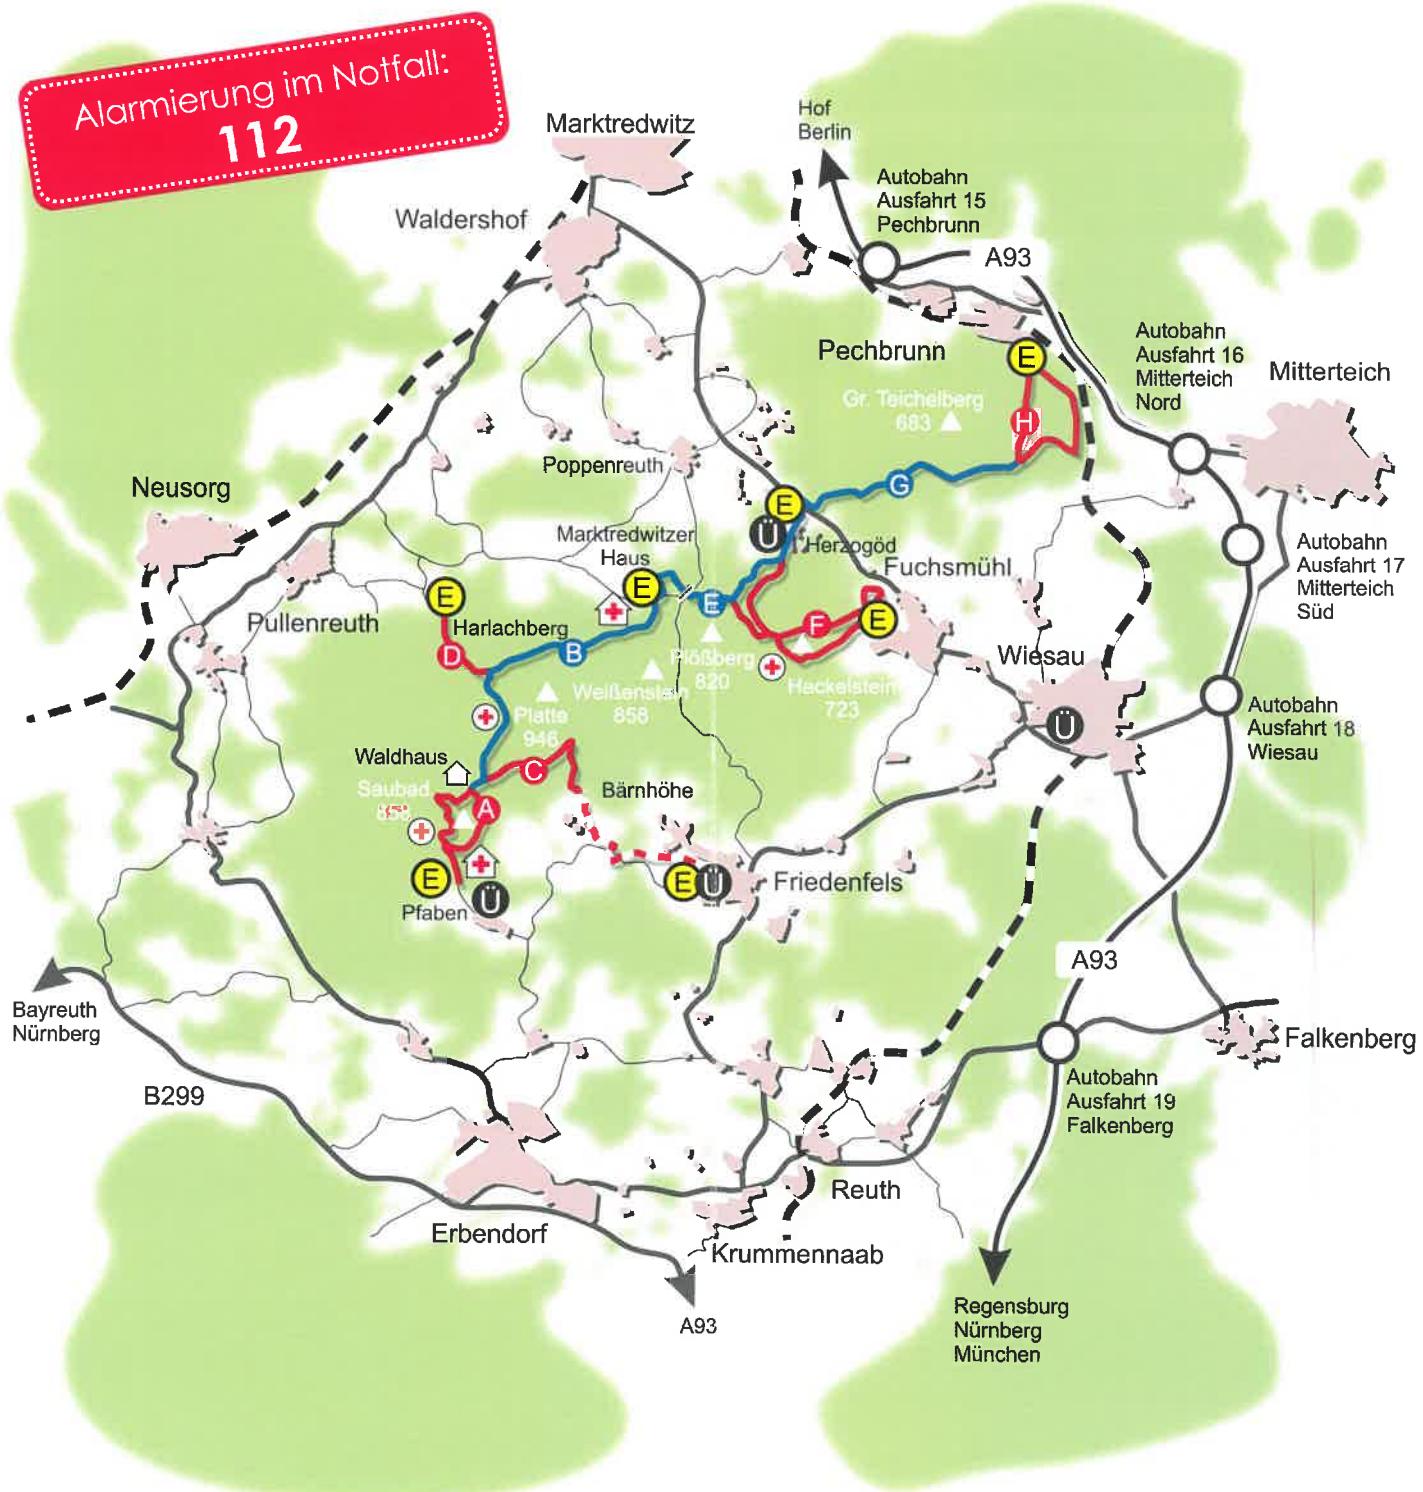 Alarmierung im Notfall:
112
Marktredwitz
Hof
Berlin
Autobahn
Ausfahrt 15
Pechbrunn
Waldershof
A93
Pechbrunn
E
Autobahn
Ausfahrt 16
Mitterteich
Nord
Mitterteich
Gr. Teichelberg
683
H
Poppenreuth
Neusorg
G
E
Ü
Herzogöd
Marktredwitzer
Haus
E
Fuchsmühl
Autobahn
Ausfahrt 17
Mitterteich
Süd
E
Pullenreuth
Harlachberg
E
F
E
D
B
Plößberg
820
Wiesau
Weißenstein
858
Hackelstein
723
Platte
946
Ü
Autobahn
Ausfahrt 18
Wiesau
Waldhaus
C
Saubad
A
Bärnhöhe
E
Pfaben
Ü
E
Ü
Friedenfels
A93
Bayreuth
Nürnberg
Falkenberg
B299
Autobahn
Ausfahrt 19
Falkenberg
Reuth
Erbendorf
Krummennaab
A93
Regensburg
Nürnberg
München